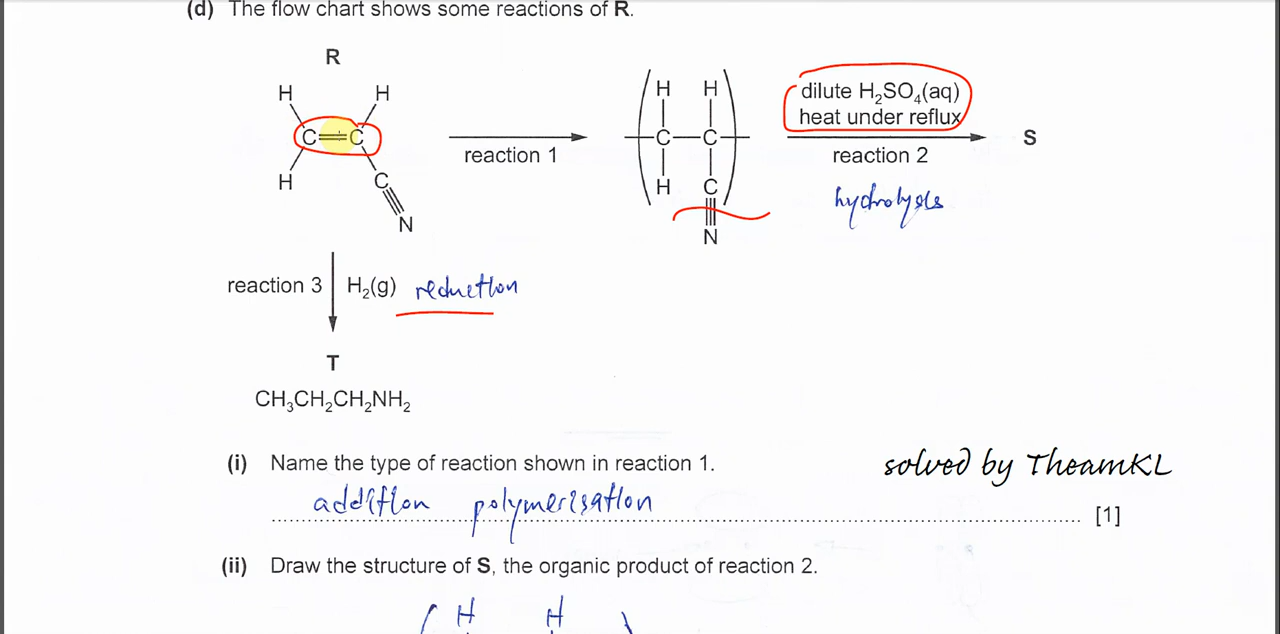 (d) The flow chart shows some reactions of R.
R
H H
H H
C=C
C—C
H
C≡N
H C≡N
dilute H₂SO₄(aq)
heat under reflux
reaction 1
reaction 2
S
hydrolysis
reaction 3 H₂(g) reduction
T
CH₃CH₂CH₂NH₂
(i) Name the type of reaction shown in reaction 1.
solved by TheamKL
addition polymerisation
[1]
(ii) Draw the structure of S, the organic product of reaction 2.
H H